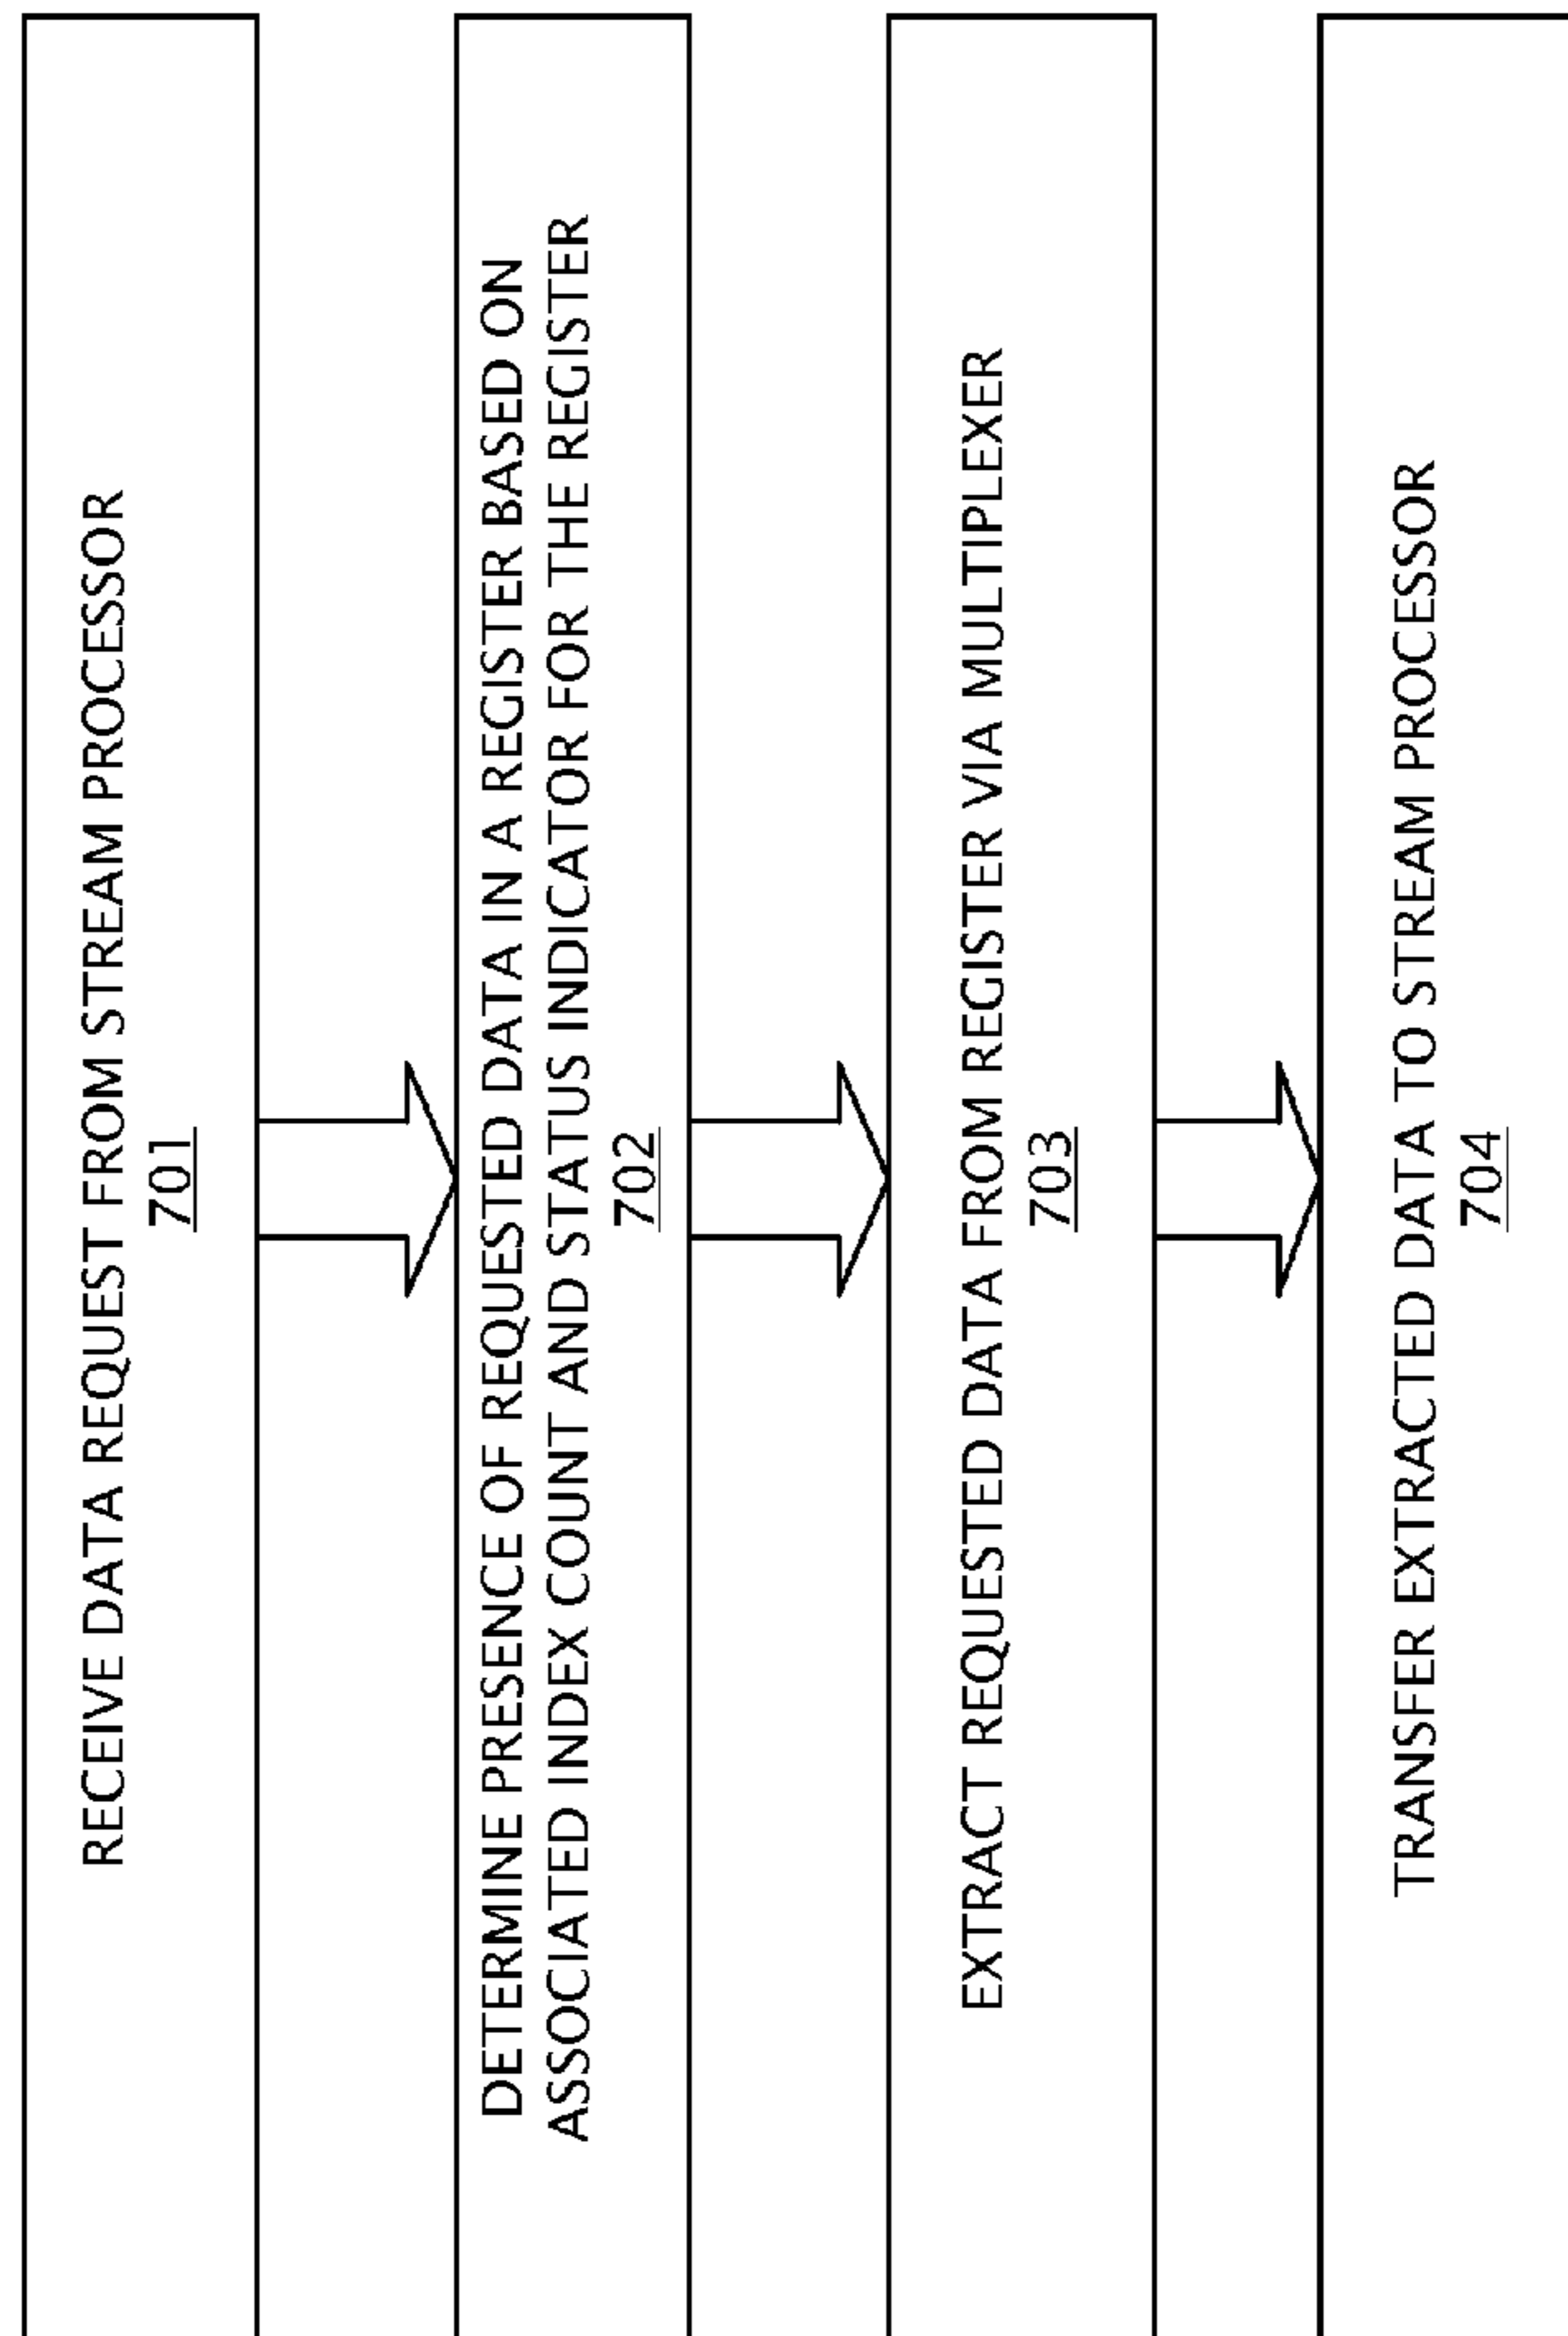 RECEIVE DATA REQUEST FROM STREAM PROCESSOR
701
DETERMINE PRESENCE OF REQUESTED DATA IN A REGISTER BASED ON
ASSOCIATED INDEX COUNT AND STATUS INDICATOR FOR THE REGISTER
702
EXTRACT REQUESTED DATA FROM REGISTER VIA MULTIPLEXER
703
TRANSFER EXTRACTED DATA TO STREAM PROCESSOR
704